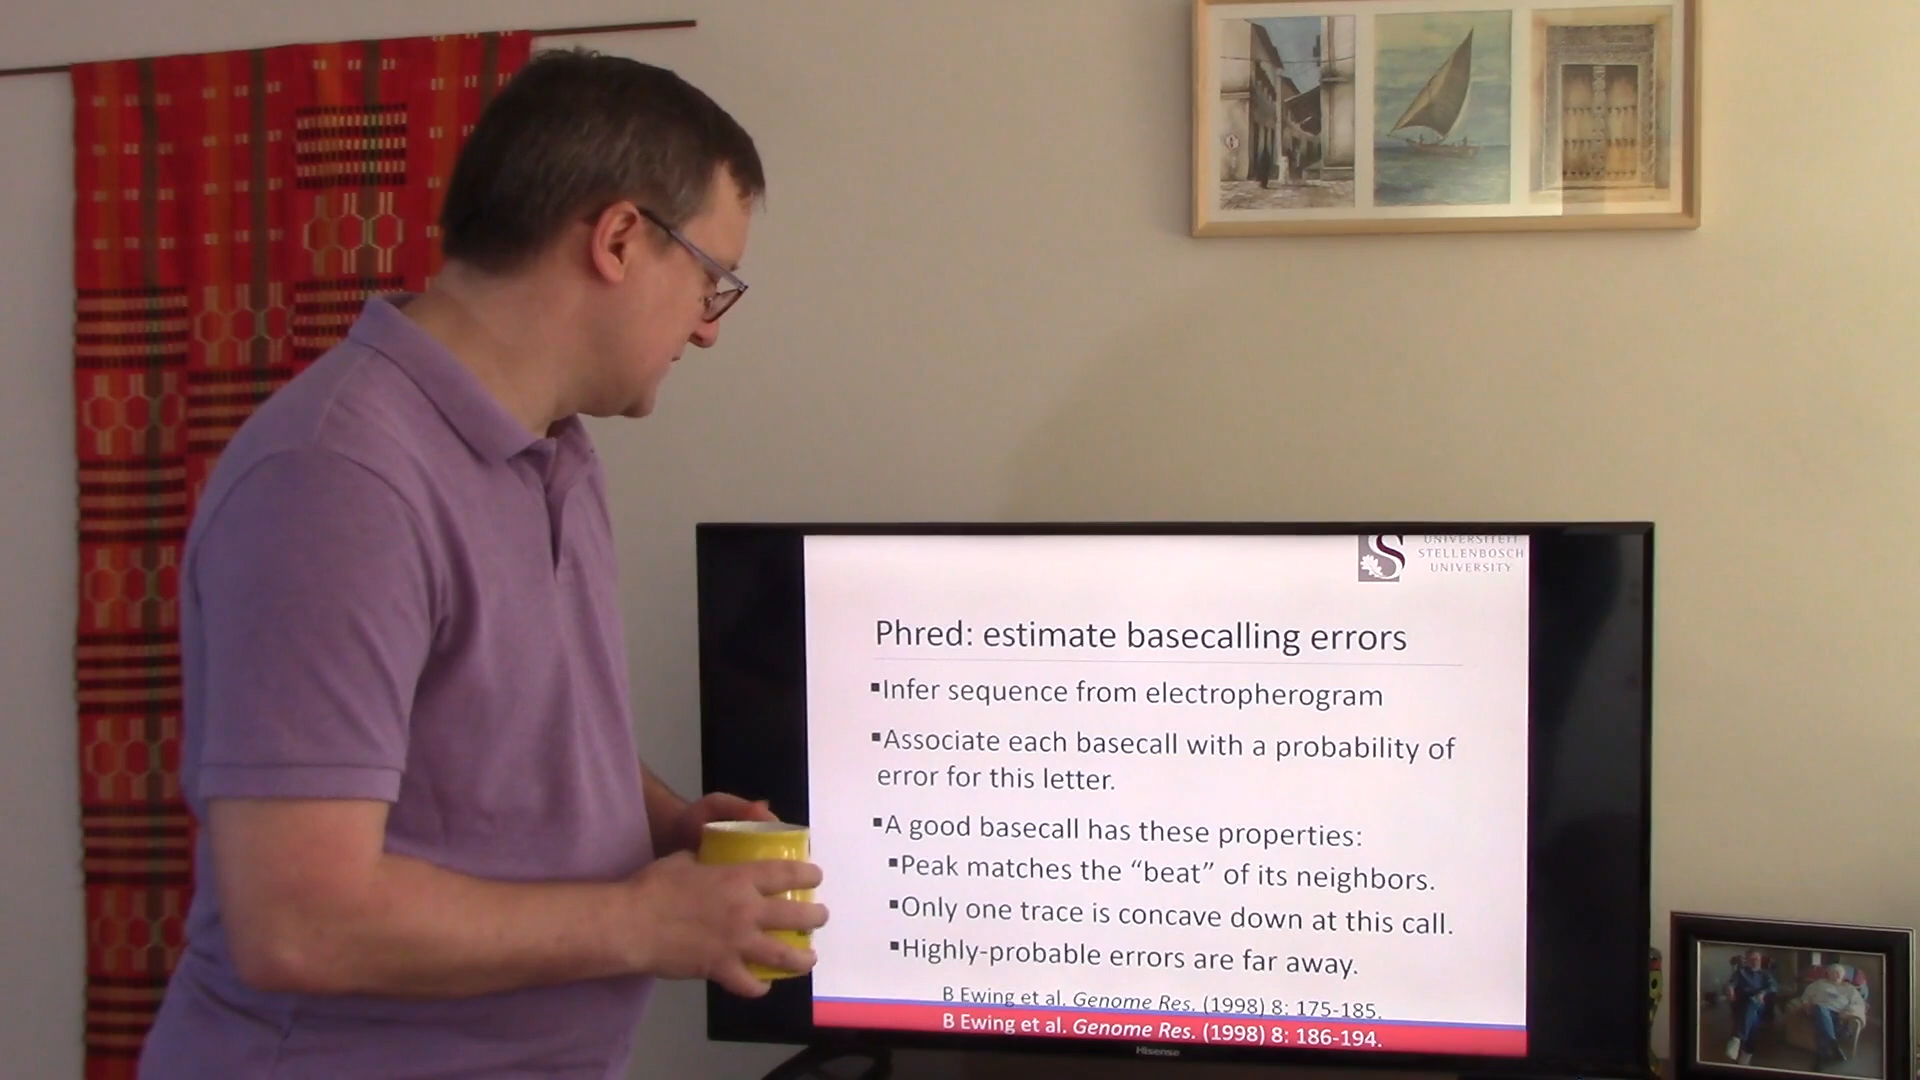 UNIVERSITEIT
STELLENBOSCH
UNIVERSITY
Phred: estimate basecalling errors
▪Infer sequence from electropherogram
▪Associate each basecall with a probability of
error for this letter.
▪A good basecall has these properties:
▪Peak matches the “beat” of its neighbors.
▪Only one trace is concave down at this call.
▪Highly-probable errors are far away.
B Ewing et al. Genome Res. (1998) 8: 175-185.
B Ewing et al. Genome Res. (1998) 8: 186-194.
Hisense